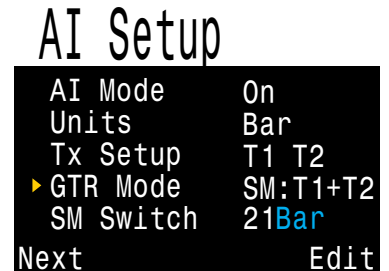 AI Setup
AI Mode On
Units Bar
Tx Setup T1 T2
GTR Mode SM:T1+T2
SM Switch 21Bar
Next Edit